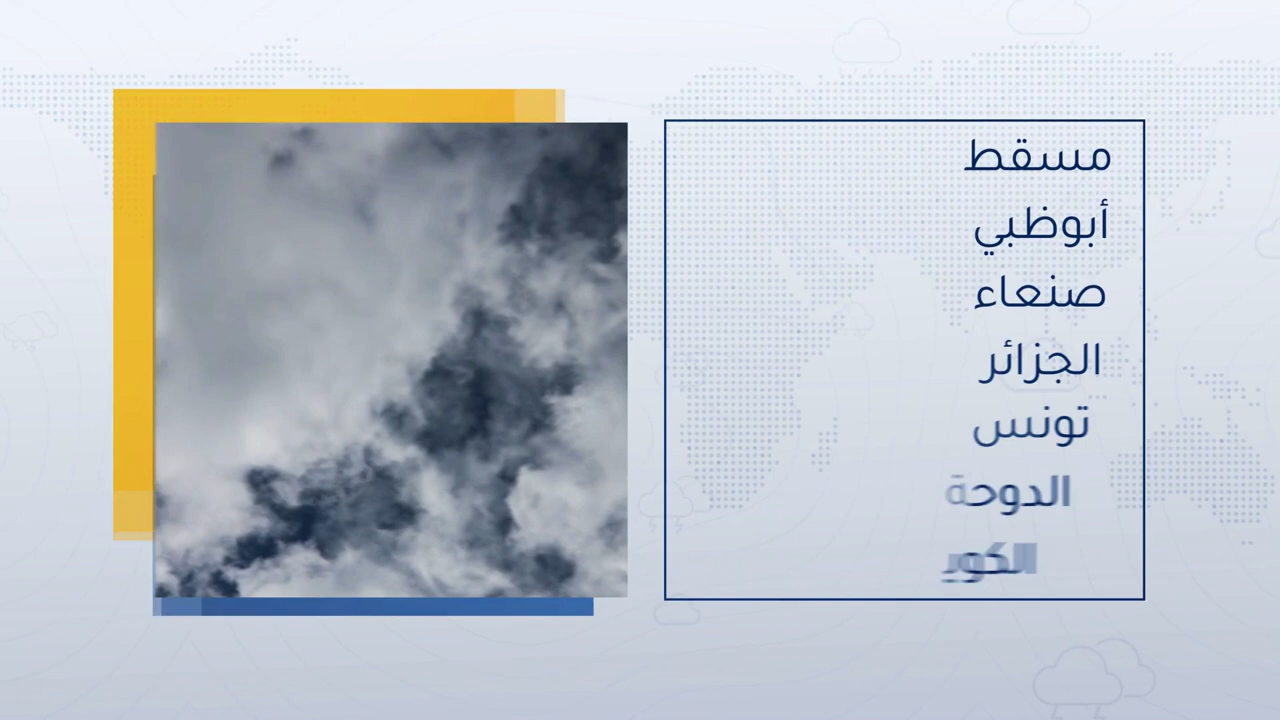 مسقط
أبوظبي
صنعاء
الجزائر
تونس
الدوحة